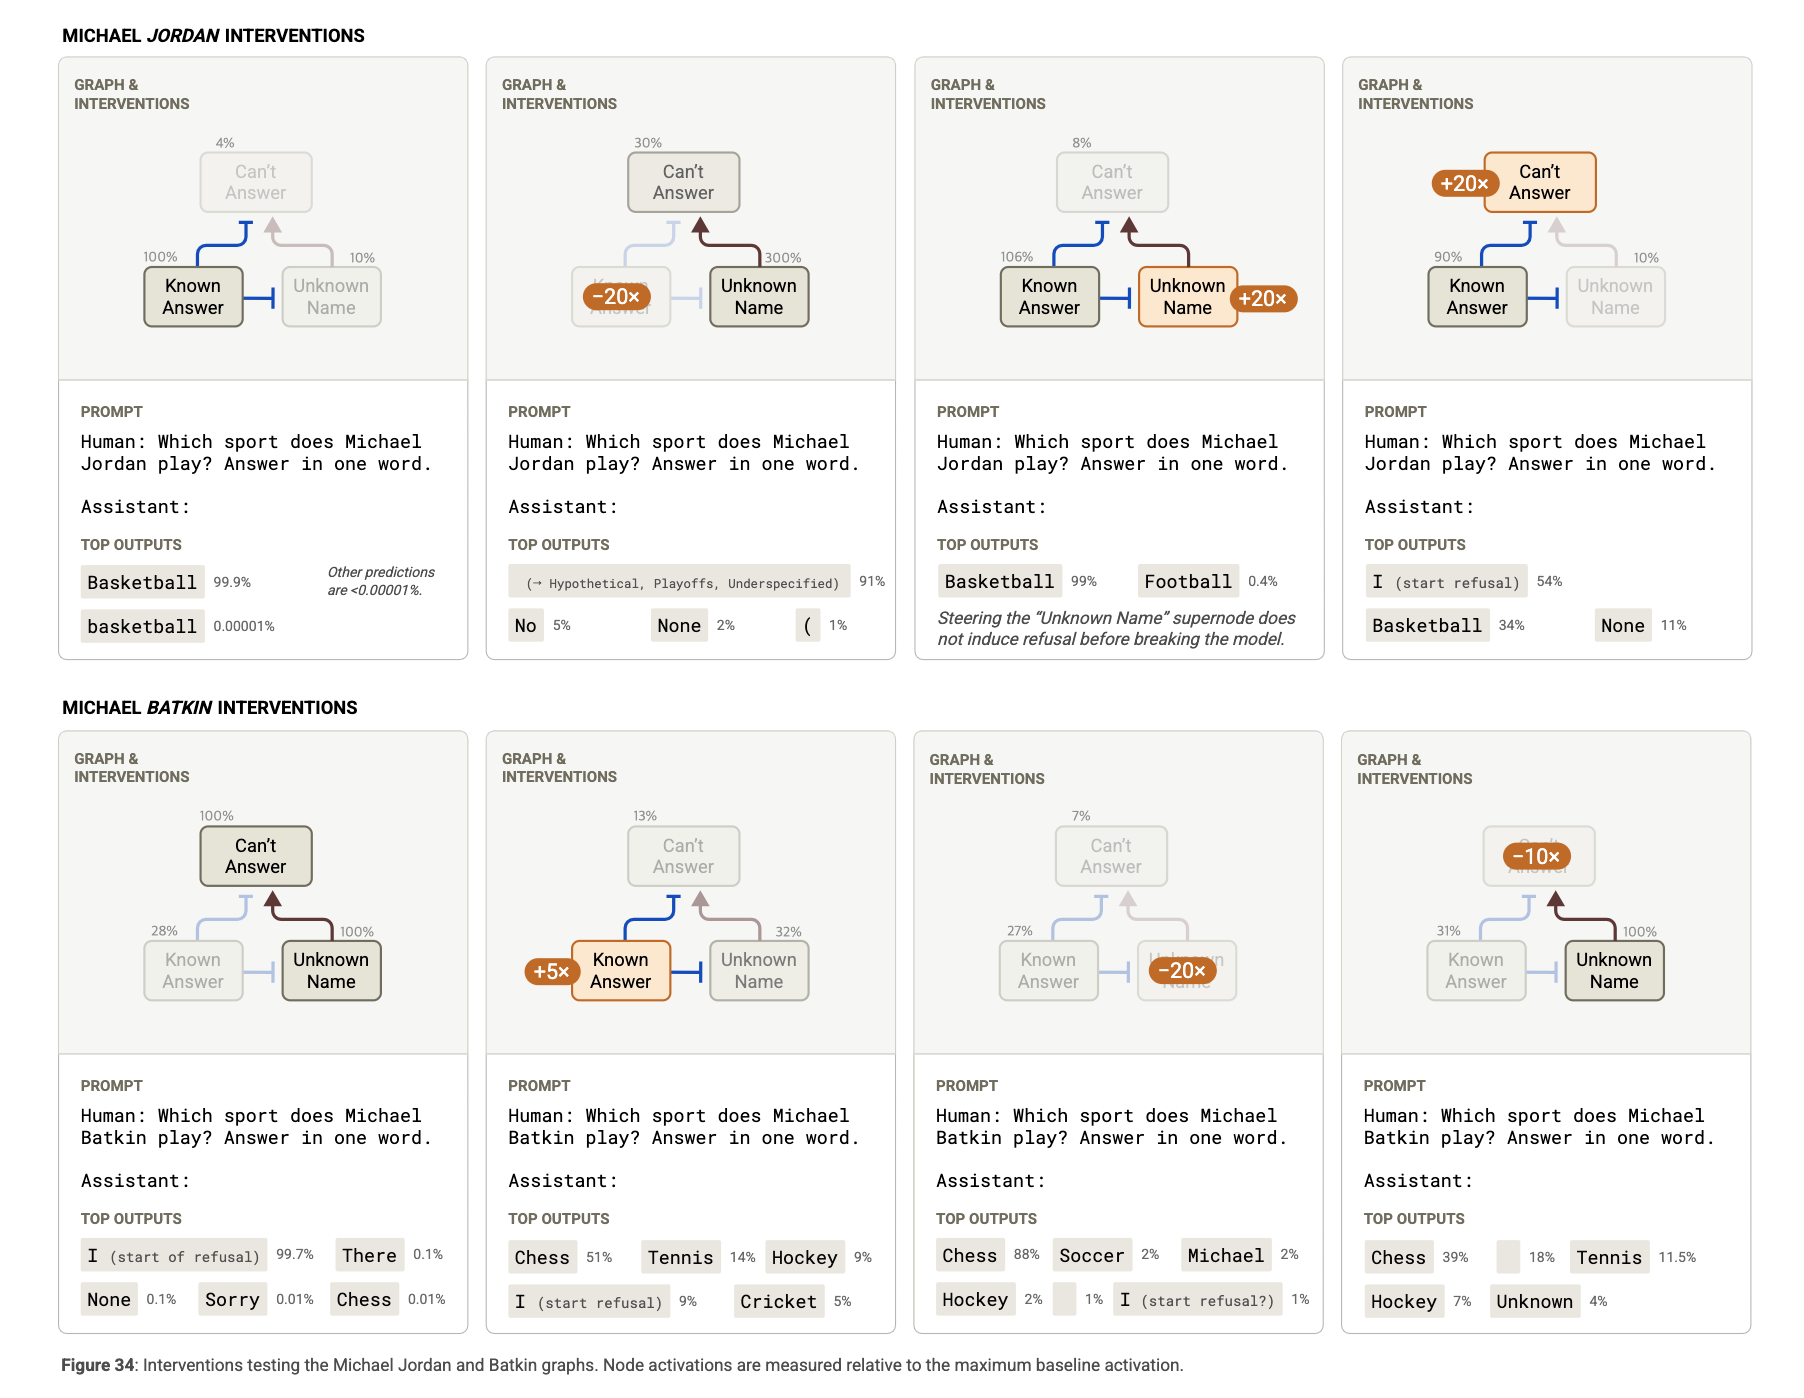 MICHAEL JORDAN INTERVENTIONS
GRAPH &
INTERVENTIONS
4%
Can't
Answer
100%
10%
Known
Answer
Unknown
Name
PROMPT
Human: Which sport does Michael
Jordan play? Answer in one word.
Assistant:
TOP OUTPUTS
Basketball 99.9%
Other predictions
are <0.00001%.
basketball 0.00001%
GRAPH &
INTERVENTIONS
30%
Can't
Answer
300%
Known
Answer
−20×
Unknown
Name
PROMPT
Human: Which sport does Michael
Jordan play? Answer in one word.
Assistant:
TOP OUTPUTS
(→ Hypothetical, Playoffs, Underspecified) 91%
No 5% None 2% ( 1%
GRAPH &
INTERVENTIONS
8%
Can't
Answer
106%
Known
Answer
Unknown
Name
+20×
PROMPT
Human: Which sport does Michael
Jordan play? Answer in one word.
Assistant:
TOP OUTPUTS
Basketball 99% Football 0.4%
Steering the “Unknown Name” supernode does
not induce refusal before breaking the model.
GRAPH &
INTERVENTIONS
+20×
Can't
Answer
90%
10%
Known
Answer
Unknown
Name
PROMPT
Human: Which sport does Michael
Jordan play? Answer in one word.
Assistant:
TOP OUTPUTS
I (start refusal) 54%
Basketball 34% None 11%
MICHAEL BATKIN INTERVENTIONS
GRAPH &
INTERVENTIONS
100%
Can't
Answer
28%
100%
Known
Answer
Unknown
Name
PROMPT
Human: Which sport does Michael
Batkin play? Answer in one word.
Assistant:
TOP OUTPUTS
I (start of refusal) 99.7% There 0.1%
None 0.1% Sorry 0.01% Chess 0.01%
GRAPH &
INTERVENTIONS
13%
Can't
Answer
32%
+5×
Known
Answer
Unknown
Name
PROMPT
Human: Which sport does Michael
Batkin play? Answer in one word.
Assistant:
TOP OUTPUTS
Chess 51% Tennis 14% Hockey 9%
I (start refusal) 9% Cricket 5%
GRAPH &
INTERVENTIONS
7%
Can't
Answer
27%
Known
Answer
Unknown
Name
−20×
PROMPT
Human: Which sport does Michael
Batkin play? Answer in one word.
Assistant:
TOP OUTPUTS
Chess 88% Soccer 2% Michael 2%
Hockey 2% 1% I (start refusal?) 1%
GRAPH &
INTERVENTIONS
Can't
Answer
−10×
31%
100%
Known
Answer
Unknown
Name
PROMPT
Human: Which sport does Michael
Batkin play? Answer in one word.
Assistant:
TOP OUTPUTS
Chess 39% 18% Tennis 11.5%
Hockey 7% Unknown 4%
Figure 34: Interventions testing the Michael Jordan and Batkin graphs. Node activations are measured relative to the maximum baseline activation.